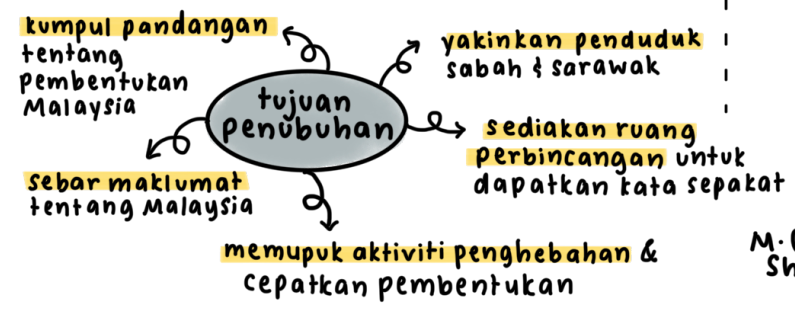 kumpul pandangan
tentang
pembentukan
Malaysia
yakinkan penduduk
sabah & sarawak
tujuan
penubuhan
sediakan ruang
perbincangan untuk
dapatkan kata sepakat
sebar maklumat
tentang Malaysia
memupuk aktiviti penghebahan &
cepatkan pembentukan
M.
Sh